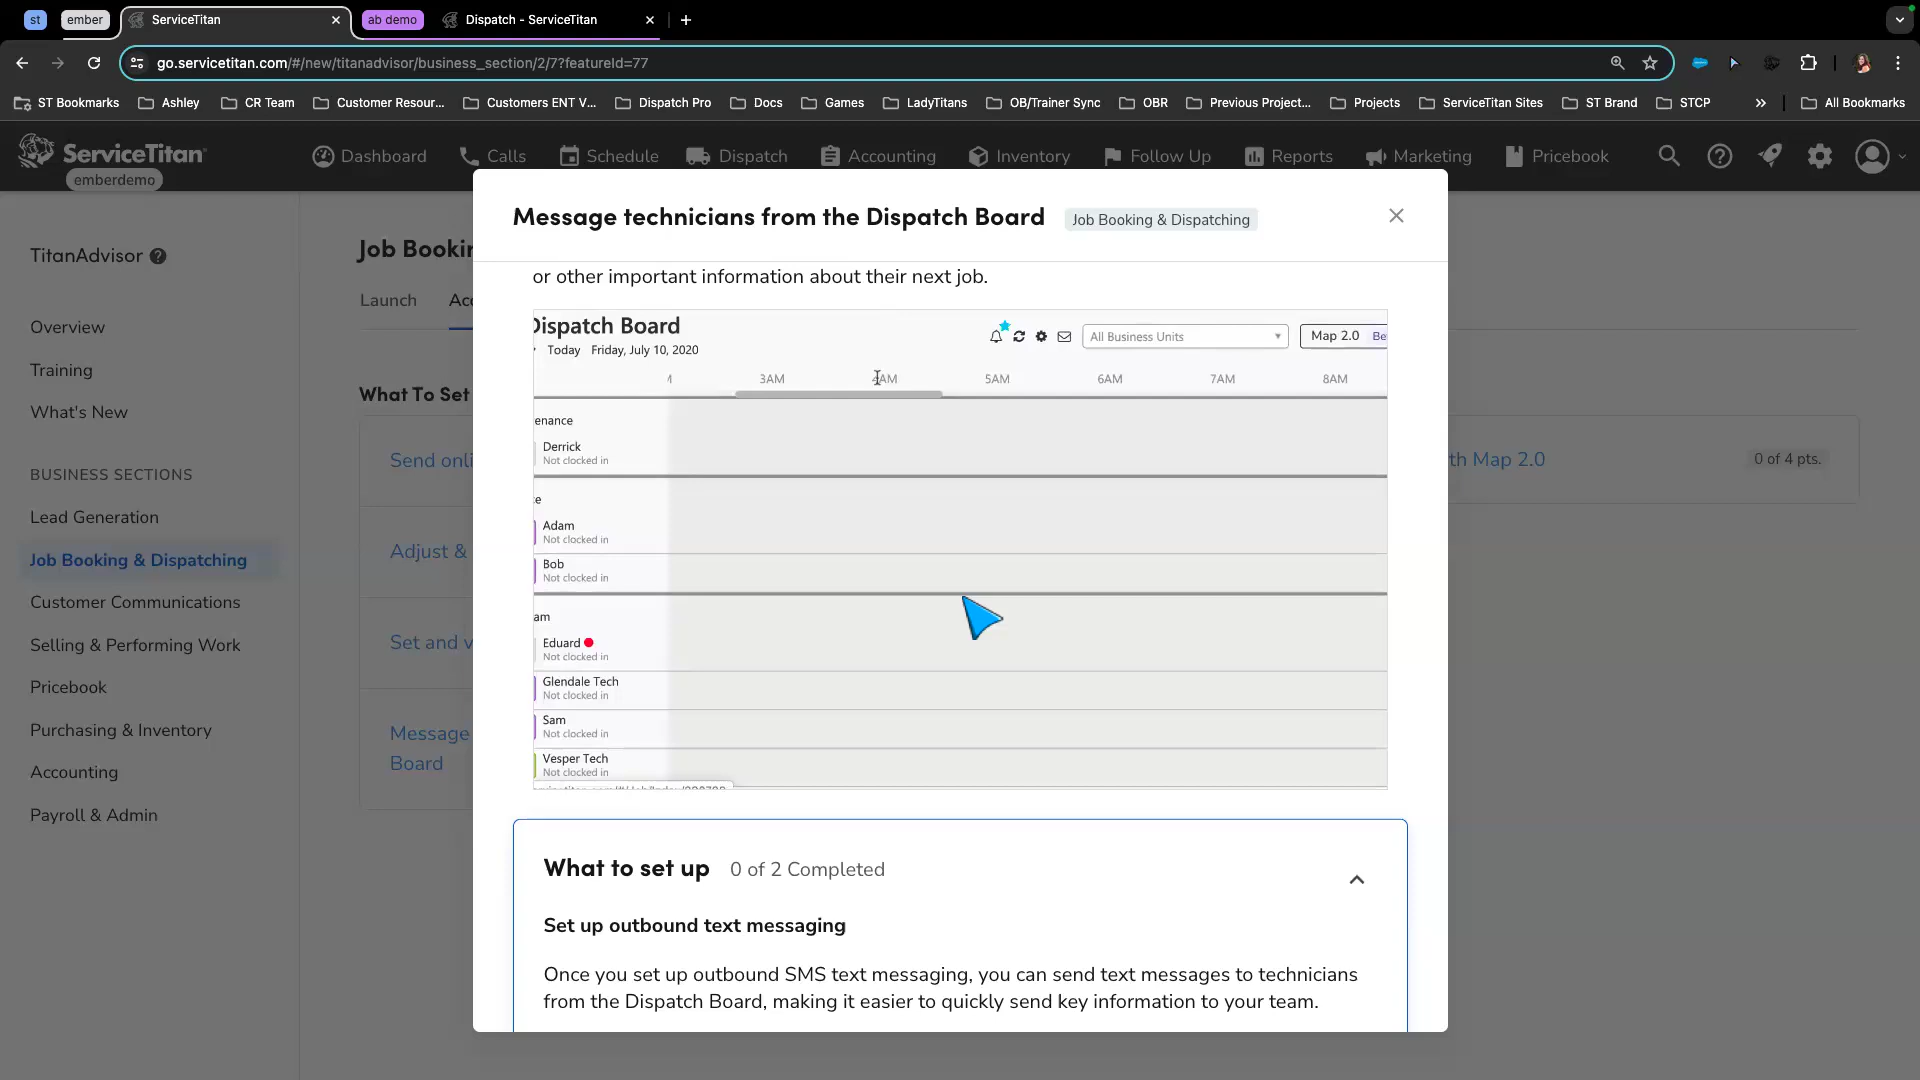 st
ember
ServiceTitan
ab demo
Dispatch - ServiceTitan
go.servicetitan.com/#/new/titanadvisor/business_section/2/7?featureId=77
ST Bookmarks
Ashley
CR Team
Customer Resour...
Customers ENT V...
Dispatch Pro
Docs
Games
LadyTitans
OB/Trainer Sync
OBR
Previous Project...
Projects
ServiceTitan Sites
ST Brand
STCP
»
All Bookmarks
ServiceTitan
emberdemo
Dashboard
Calls
Schedule
Dispatch
Accounting
Inventory
Follow Up
Reports
Marketing
Pricebook
TitanAdvisor
Overview
Training
What's New
BUSINESS SECTIONS
Lead Generation
Job Booking & Dispatching
Customer Communications
Selling & Performing Work
Pricebook
Purchasing & Inventory
Accounting
Payroll & Admin
Job Bookin
Launch
Acc
What To Set
Send onli
Adjust &
Set and v
Message
Board
th Map 2.0
0 of 4 pts.
Message technicians from the Dispatch Board
Job Booking & Dispatching
or other important information about their next job.
Dispatch Board
Today Friday, July 10, 2020
All Business Units
Map 2.0 Be
3AM
4AM
5AM
6AM
7AM
8AM
enance
Derrick
Not clocked in
e
Adam
Not clocked in
Bob
Not clocked in
am
Eduard
Not clocked in
Glendale Tech
Not clocked in
Sam
Not clocked in
Vesper Tech
Not clocked in
What to set up
0 of 2 Completed
Set up outbound text messaging
Once you set up outbound SMS text messaging, you can send text messages to technicians
from the Dispatch Board, making it easier to quickly send key information to your team.